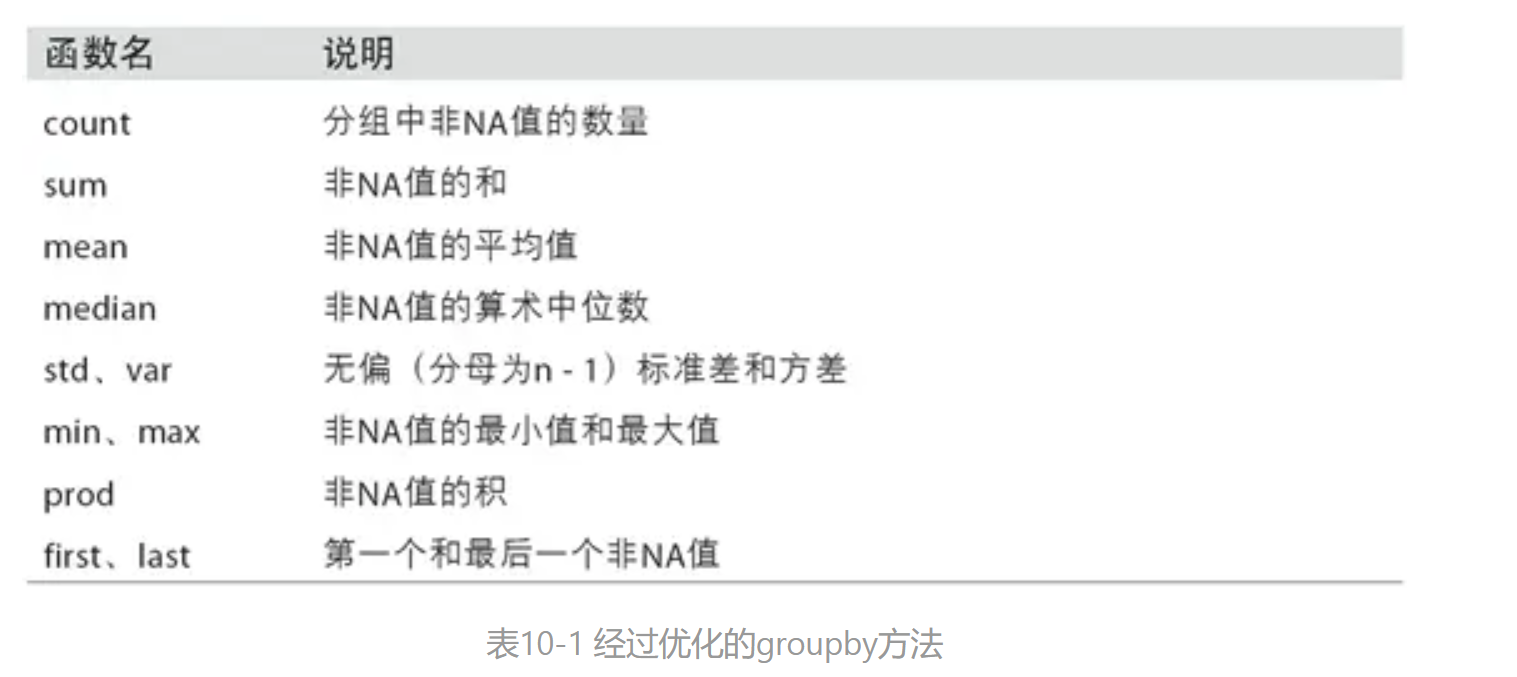 函数名 说明
count 分组中非NA值的数量
sum 非NA值的和
mean 非NA值的平均值
median 非NA值的算术中位数
std、var 无偏（分母为n - 1）标准差和方差
min、max 非NA值的最小值和最大值
prod 非NA值的积
first、last 第一个和最后一个非NA值
表10-1 经过优化的groupby方法